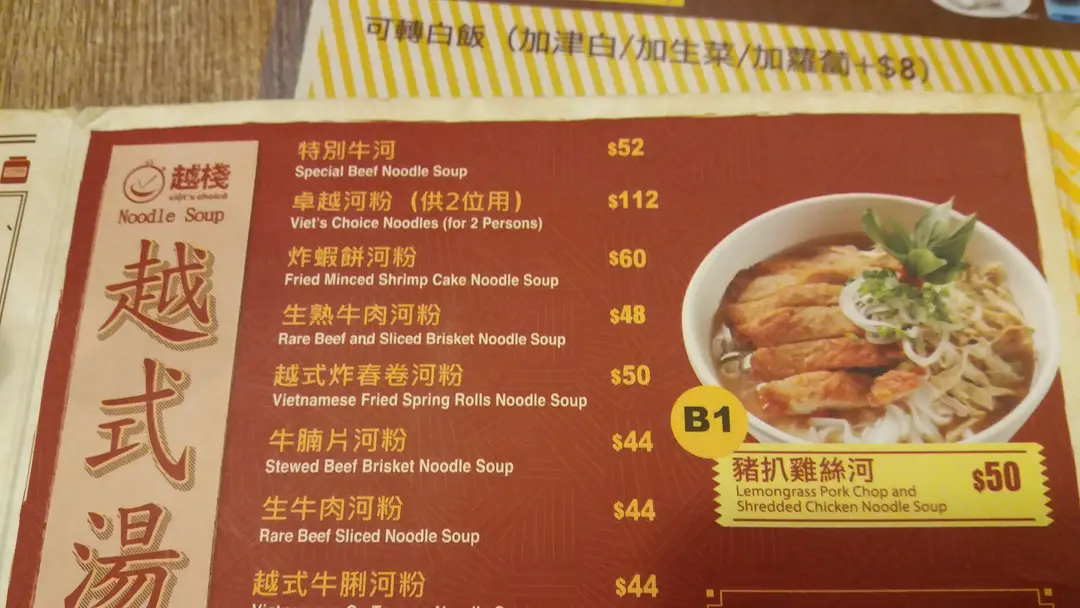 可轉白飯（加津白/加生菜/加蘿蔔+$8）
越棧
viêt's choicê
Noodle Soup
越式湯
特別牛河 $52
Special Beef Noodle Soup
卓越河粉（供2位用） $112
Viet's Choice Noodles (for 2 Persons)
炸蝦餅河粉 $60
Fried Minced Shrimp Cake Noodle Soup
生熟牛肉河粉 $48
Rare Beef and Sliced Brisket Noodle Soup
越式炸春卷河粉 $50
Vietnamese Fried Spring Rolls Noodle Soup
牛腩片河粉 $44
Stewed Beef Brisket Noodle Soup
生牛肉河粉 $44
Rare Beef Sliced Noodle Soup
越式牛脷河粉 $44
B1
豬扒雞絲河 $50
Lemongrass Pork Chop and
Shredded Chicken Noodle Soup